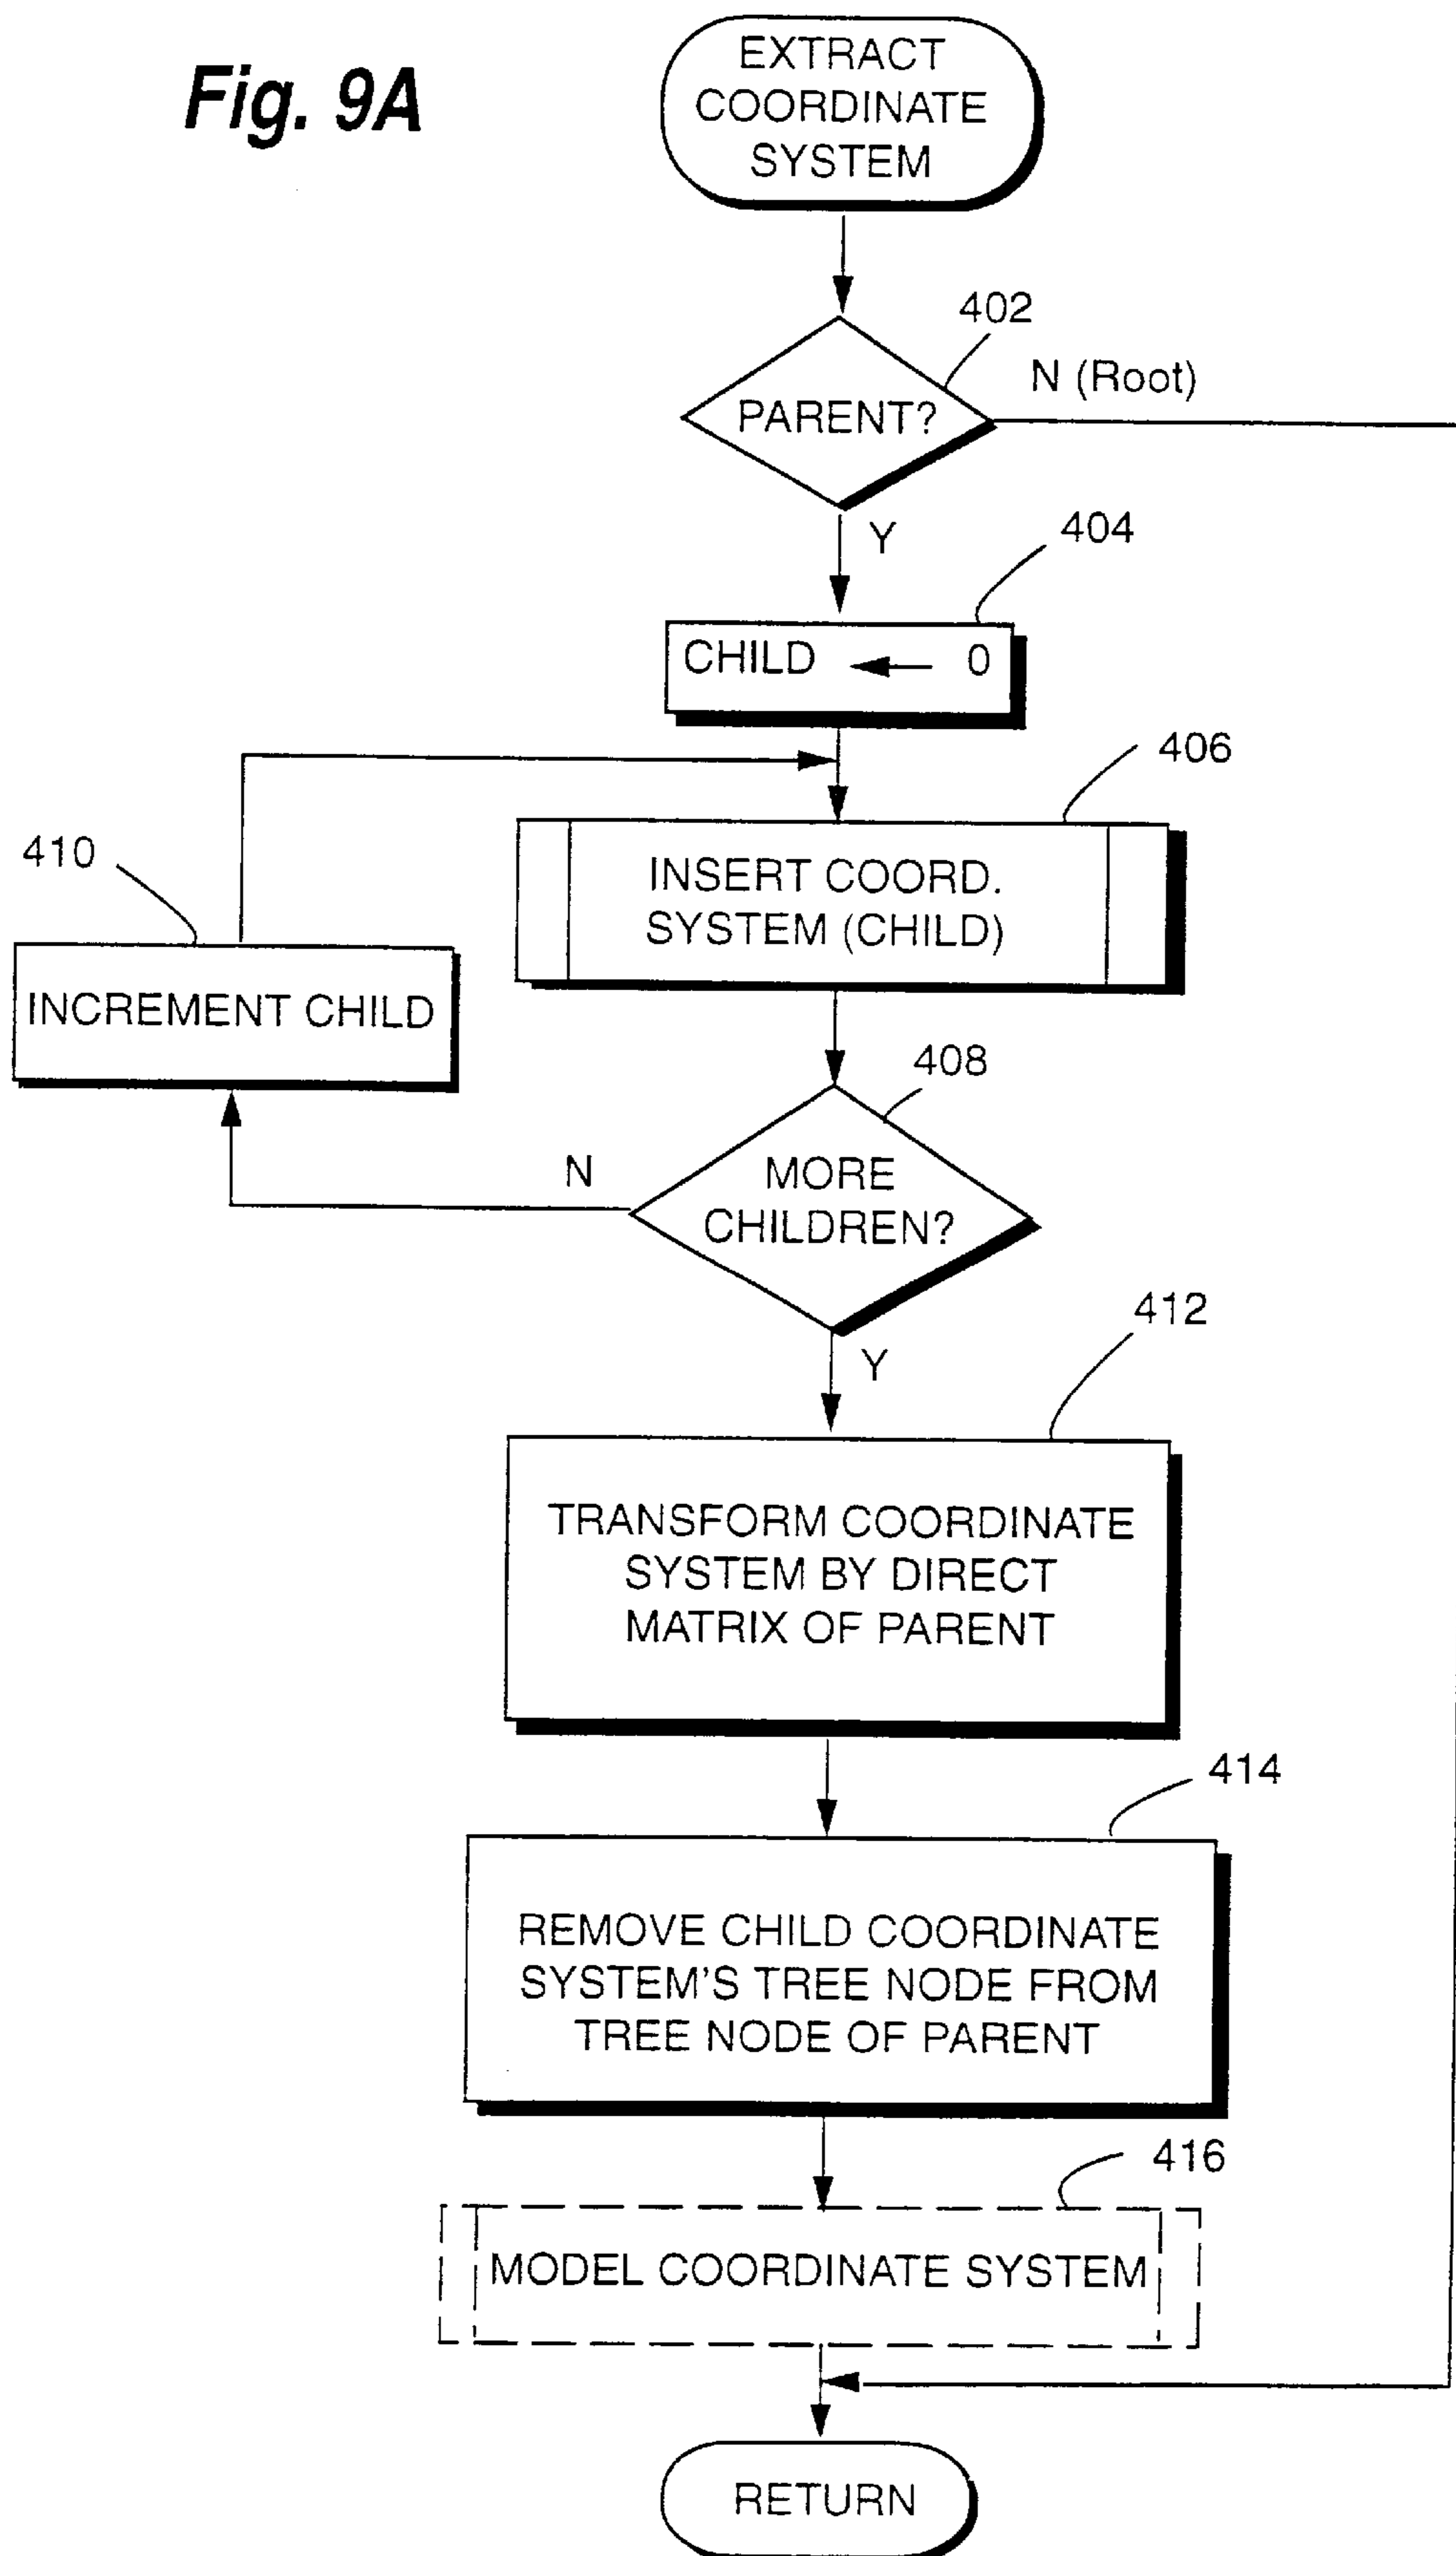 Fig. 9A
EXTRACT
COORDINATE
SYSTEM
402
N (Root)
PARENT?
Y
404
CHILD ← 0
406
INSERT COORD.
SYSTEM (CHILD)
410
INCREMENT CHILD
408
N
MORE
CHILDREN?
Y
412
TRANSFORM COORDINATE
SYSTEM BY DIRECT
MATRIX OF PARENT
414
REMOVE CHILD COORDINATE
SYSTEM'S TREE NODE FROM
TREE NODE OF PARENT
416
MODEL COORDINATE SYSTEM
RETURN